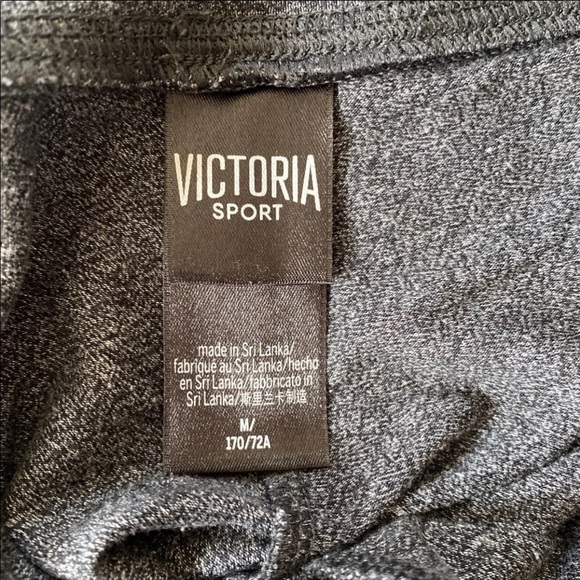 VICTORIA
SPORT
made in Sri Lanka/
fabriqué au Sri Lanka/hecho
en Sri Lanka/fabbricato in
Sri Lanka/斯里兰卡制造
M/
170/72A